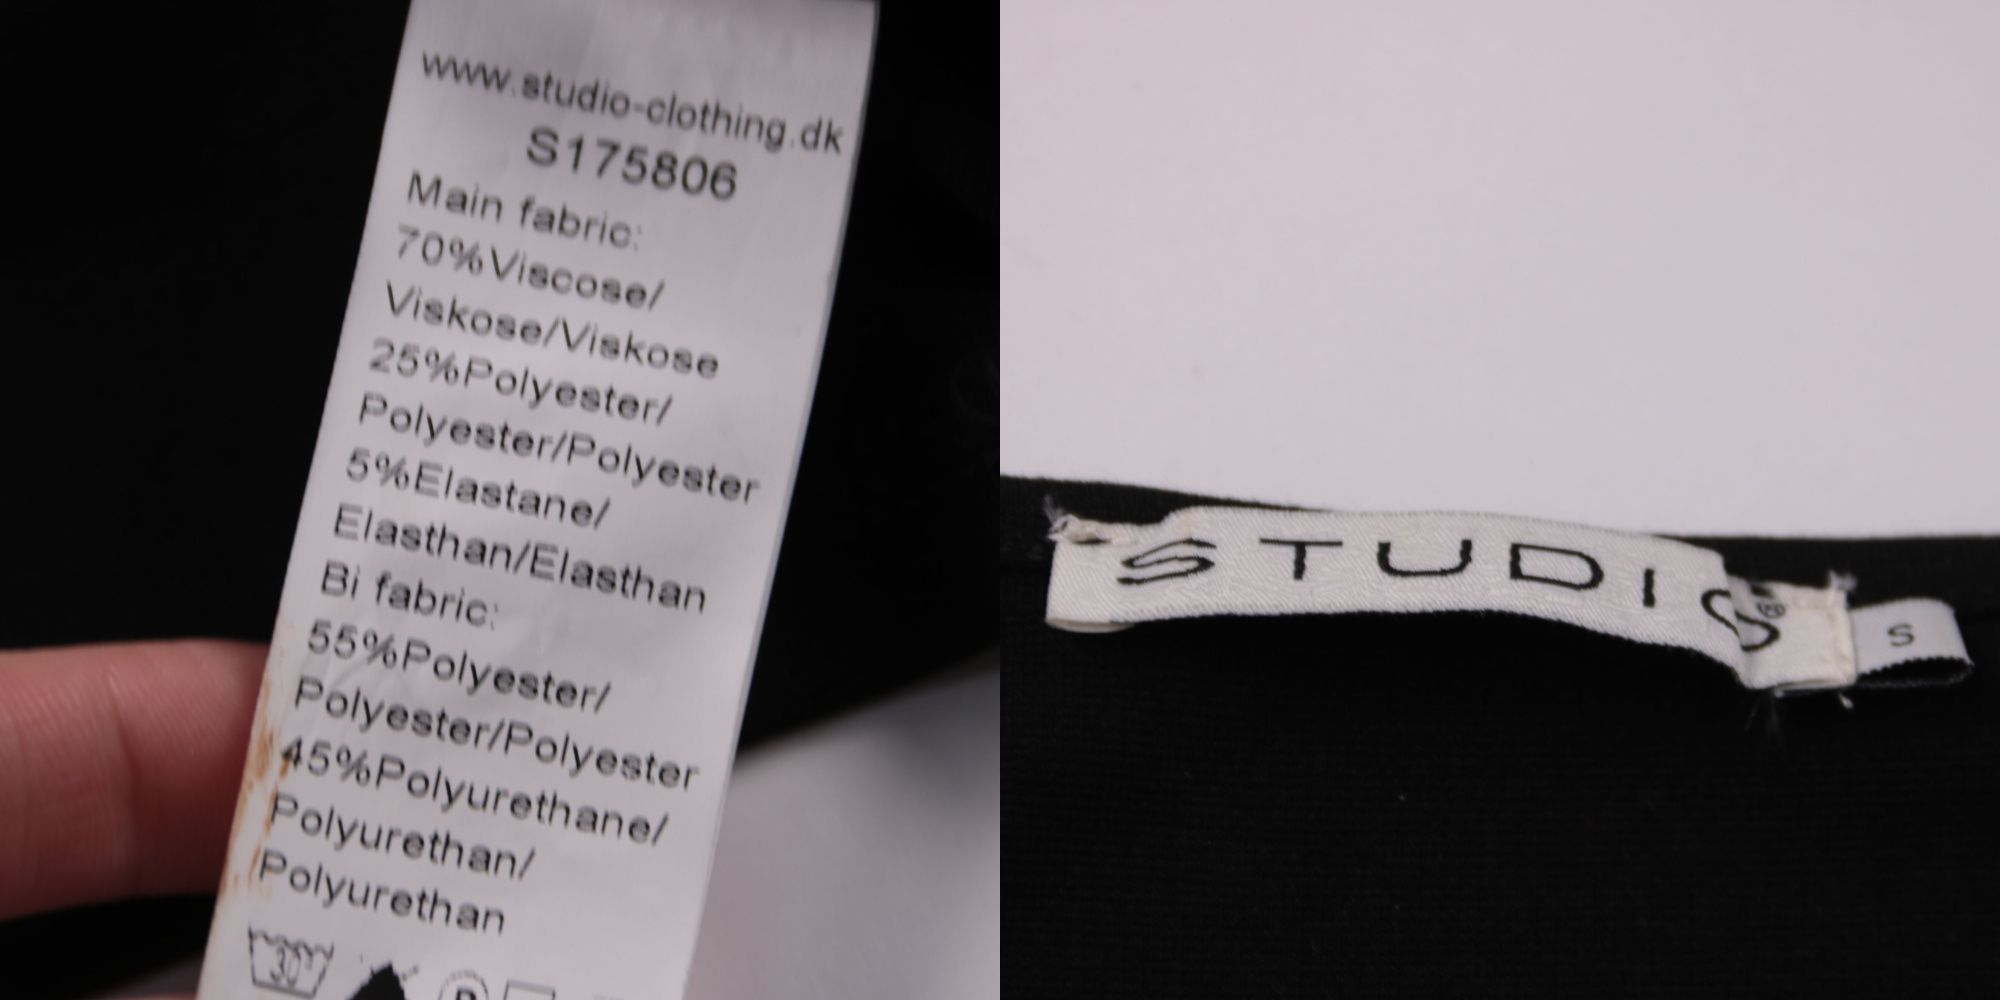 www.studio-clothing.dk
S175806
Main fabric:
70%Viscose/
Viskose/Viskose
25%Polyester/
Polyester/Polyester
5%Elastane/
Elasthan/Elasthan
Bi fabric:
55%Polyester/
Polyester/Polyester
45%Polyurethane/
Polyurethan/
Polyurethan
30
P
STUDIO®
S